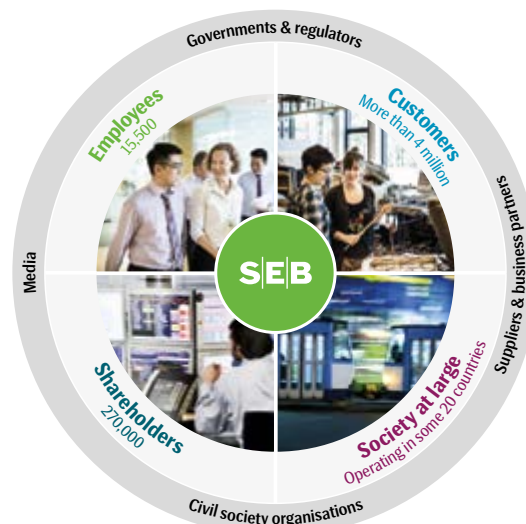 Governments & regulators
Employees
15,500
Customers
More than 4 million
Media
S|E|B
Suppliers & business partners
Shareholders
270,000
Society at large
Operating in some 20 countries
Civil society organisations